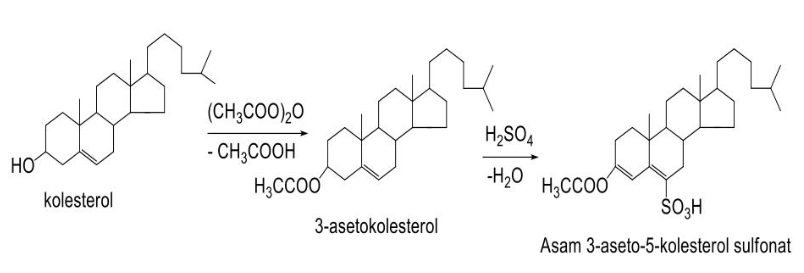 HO
kolesterol
(CH₃COO)₂O
- CH₃COOH
H₃CCOO
3-asetokolesterol
H₂SO₄
-H₂O
H₃CCOO
SO₃H
Asam 3-aseto-5-kolesterol sulfonat